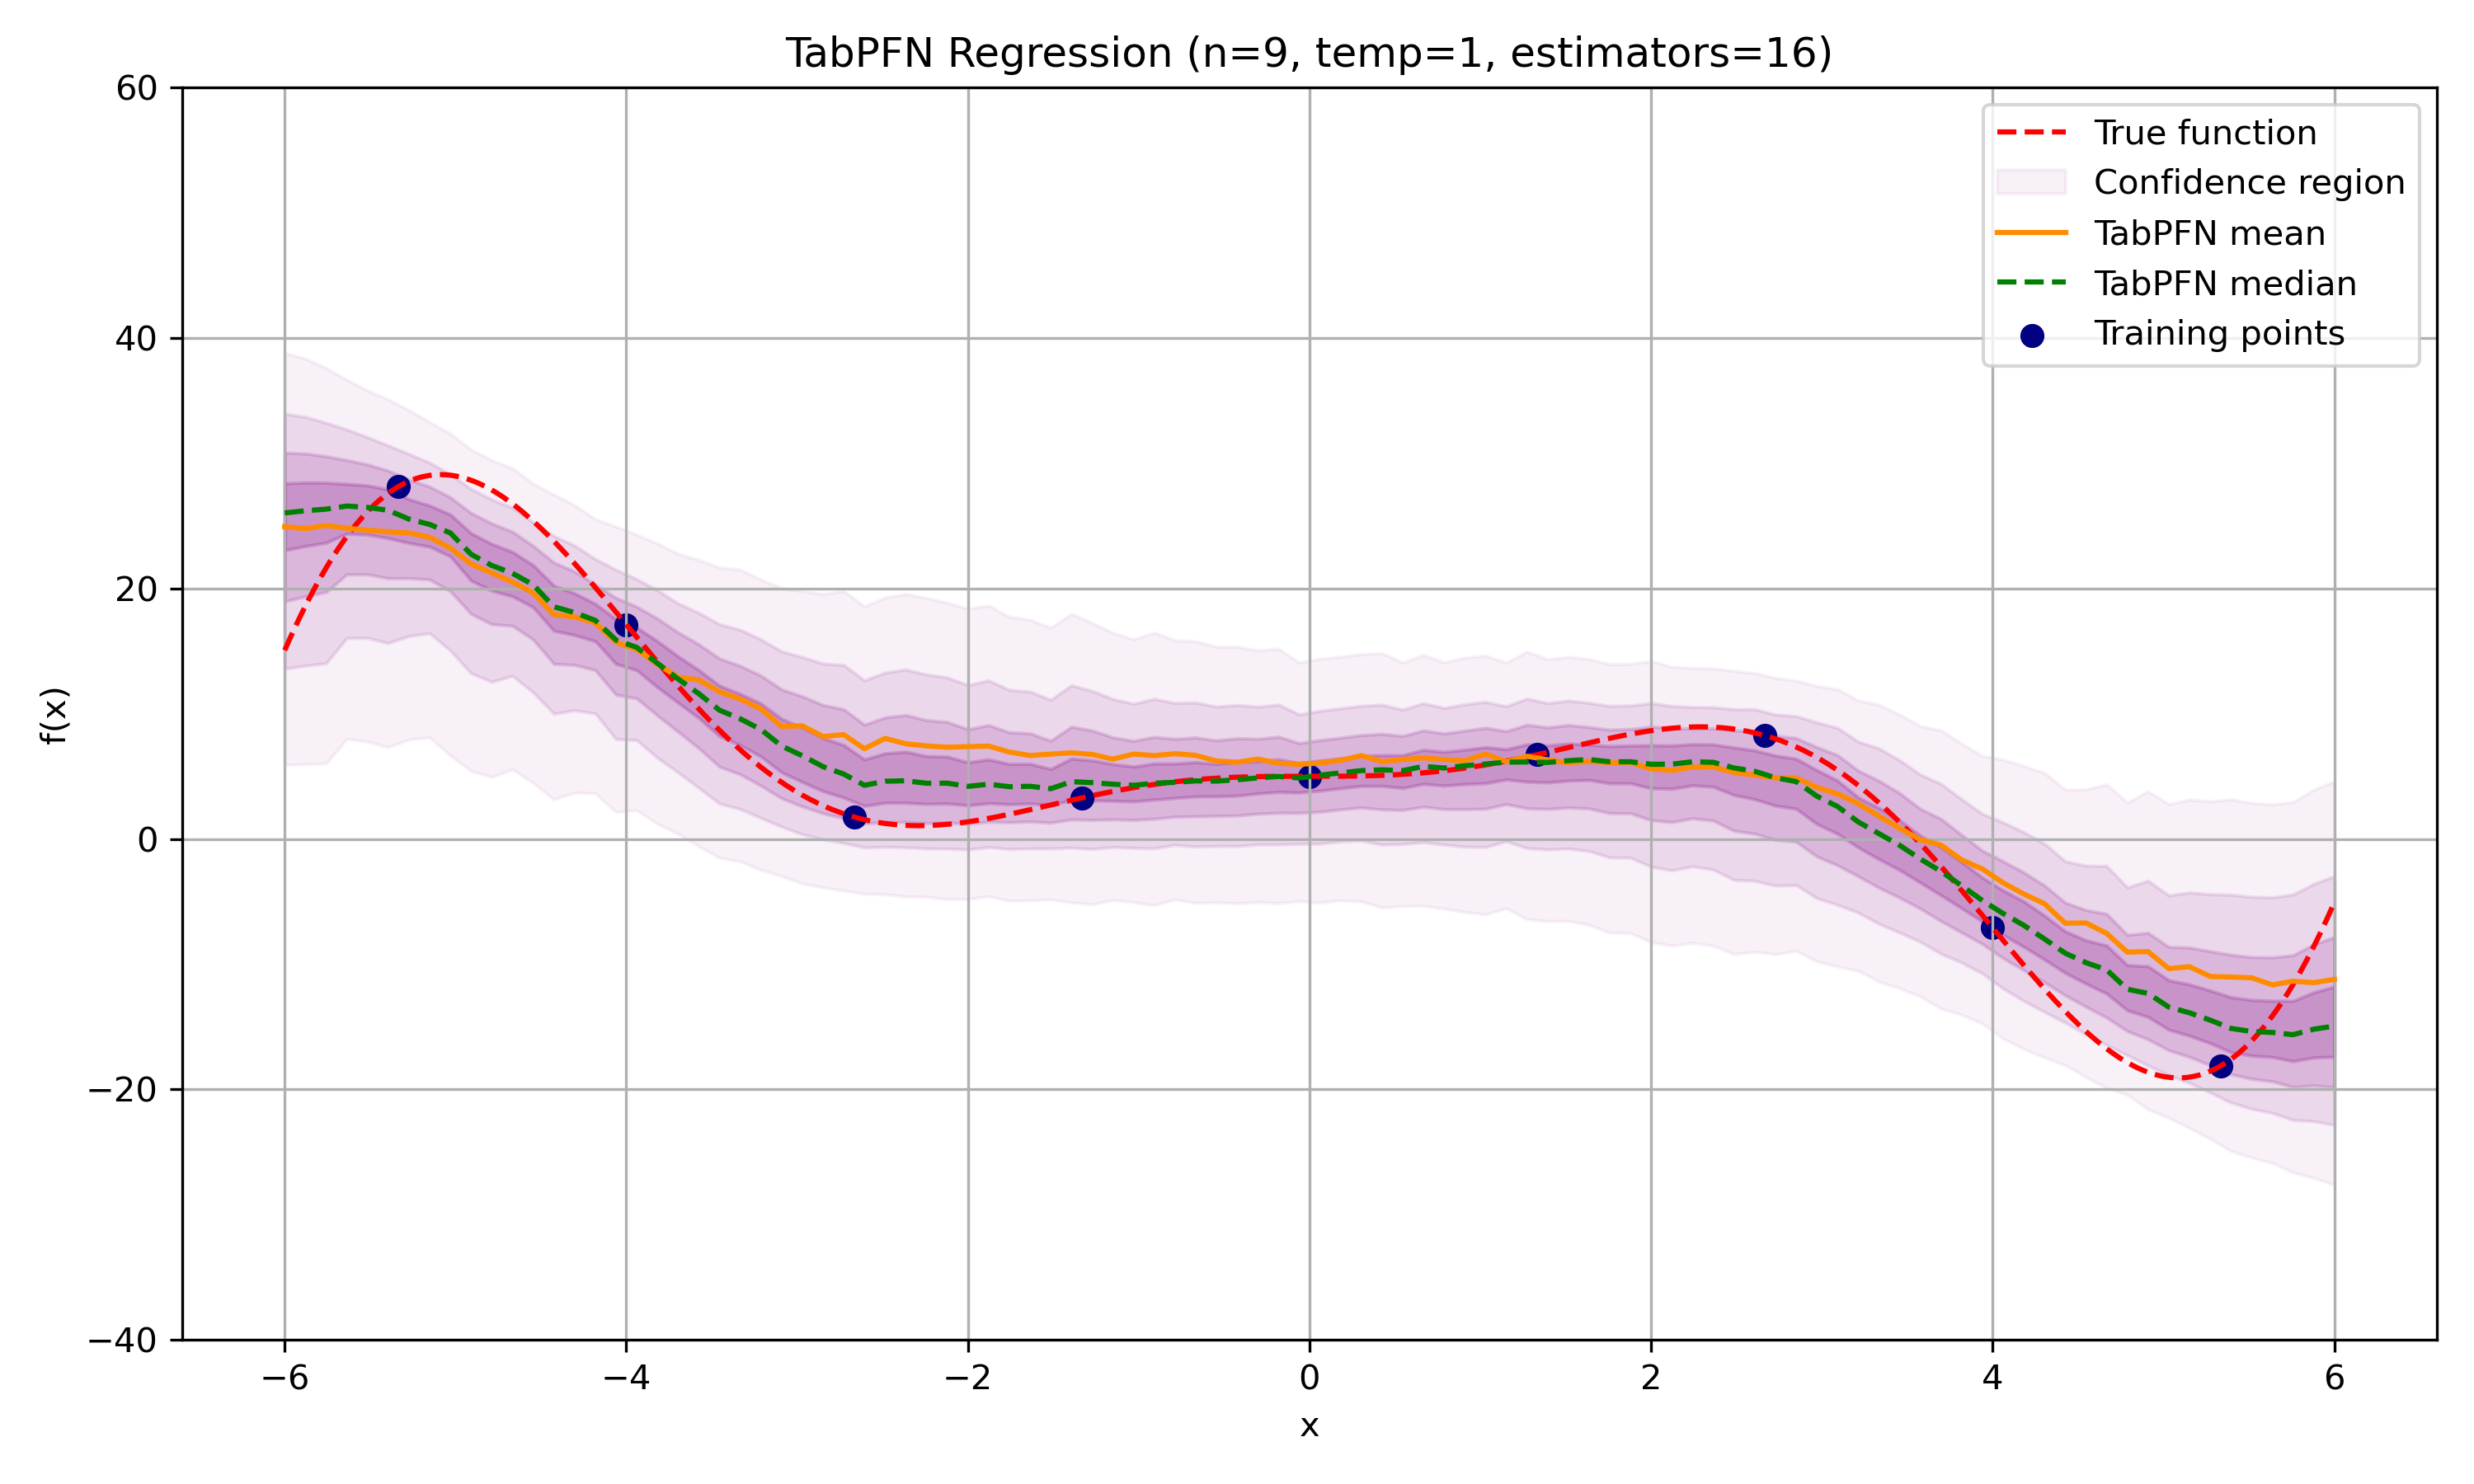 TabPFN Regression (n=9, temp=1, estimators=16)
60
40
20
0
−20
−40
f(x)
True function
Confidence region
TabPFN mean
TabPFN median
Training points
−6 −4 −2 0 2 4 6
x